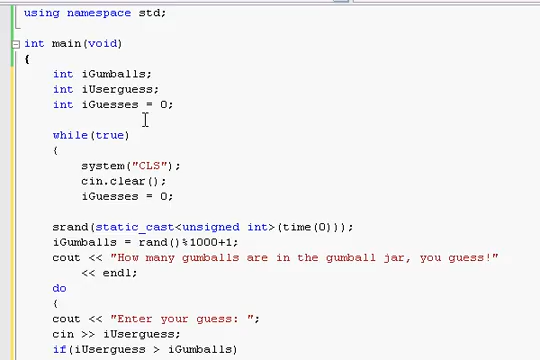 using namespace std;
int main(void)
{
int iGumballs;
int iUserguess;
int iGuesses = 0;
while(true)
{
system("CLS");
cin.clear();
iGuesses = 0;
srand(static_cast<unsigned int>(time(0)));
iGumballs = rand()%1000+1;
cout << "How many gumballs are in the gumball jar, you guess!"
<< endl;
do
{
cout << "Enter your guess: ";
cin >> iUserguess;
if(iUserguess > iGumballs)